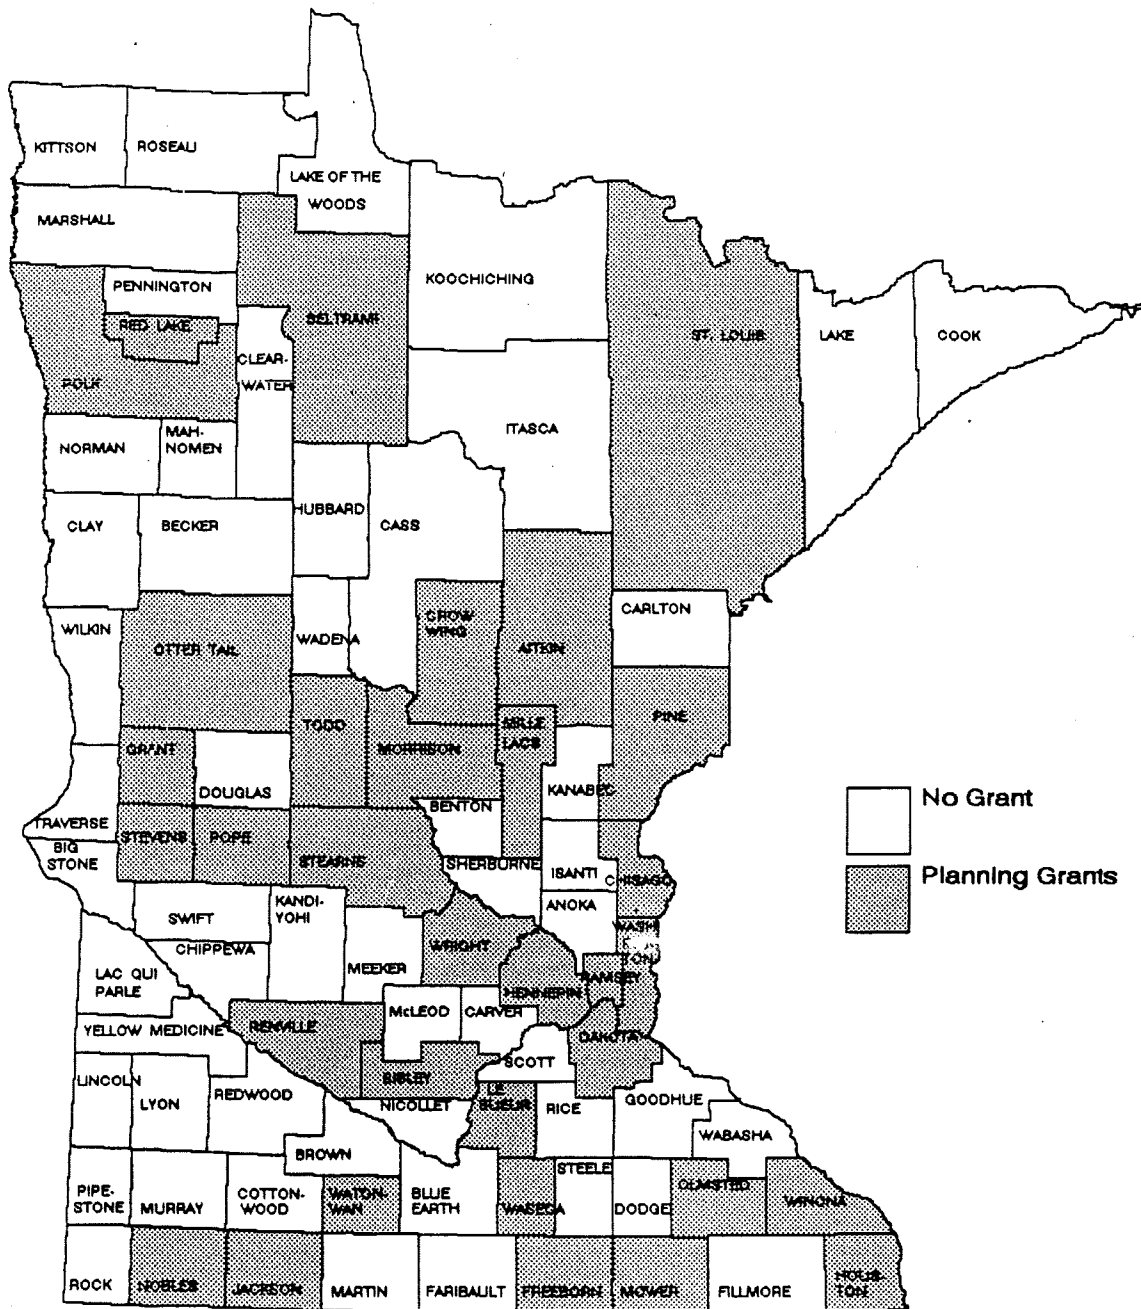 KITTSON
ROSEAU
LAKE OF THE
WOODS
MARSHALL
KOOCHICHING
PENNINGTON
BELTRAMI
RED LAKE
ST. LOUIS
LAKE
COOK
CLEAR-
WATER
POLK
ITASCA
NORMAN
MAH-
NOMEN
HUBBARD
CASS
CLAY
BECKER
CARLTON
CROW
WING
WILKIN
WADENA
OTTER TAIL
AITKIN
PINE
TODD
MILLE
LACS
MORRISON
GRANT
DOUGLAS
KANABEC
BENTON
No Grant
TRAVERSE
STEVENS
POPE
BIG
STONE
STEARNS
SHERBURNE
ISANTI
CHISAGO
Planning Grants
KANDI-
YOHI
ANOKA
SWIFT
WASH
TON
CHIPPEWA
WRIGHT
MEEKER
LAC QUI
PARLE
RAMSEY
HENNEPIN
McLEOD
CARVER
YELLOW MEDICINE
RENVILLE
DAKOTA
SCOTT
LINCOLN
SIBLEY
LE
SUEUR
REDWOOD
LYON
NICOLLET
RICE
GOODHUE
WABASHA
BROWN
STEELE
OLMSTED
PIPE-
STONE
MURRAY
COTTON-
WOOD
WATON-
WAN
BLUE
EARTH
WASECA
DODGE
WINONA
ROCK
NOBLES
JACKSON
MARTIN
FARIBAULT
FREEBORN
MOWER
FILLMORE
HOUS-
TON